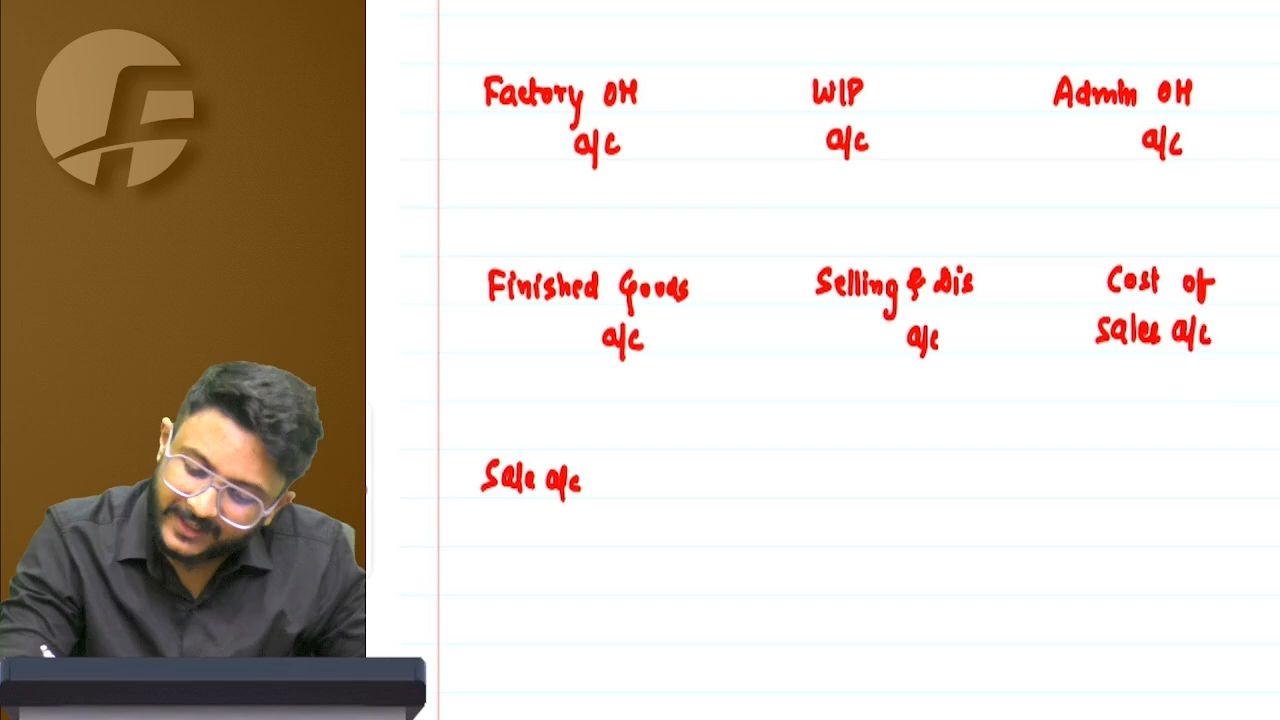 Factory OH
a/c
WIP
a/c
Admin OH
a/c
Finished Goods
a/c
Selling & Dis
a/c
Cost of
Sales a/c
Sale a/c